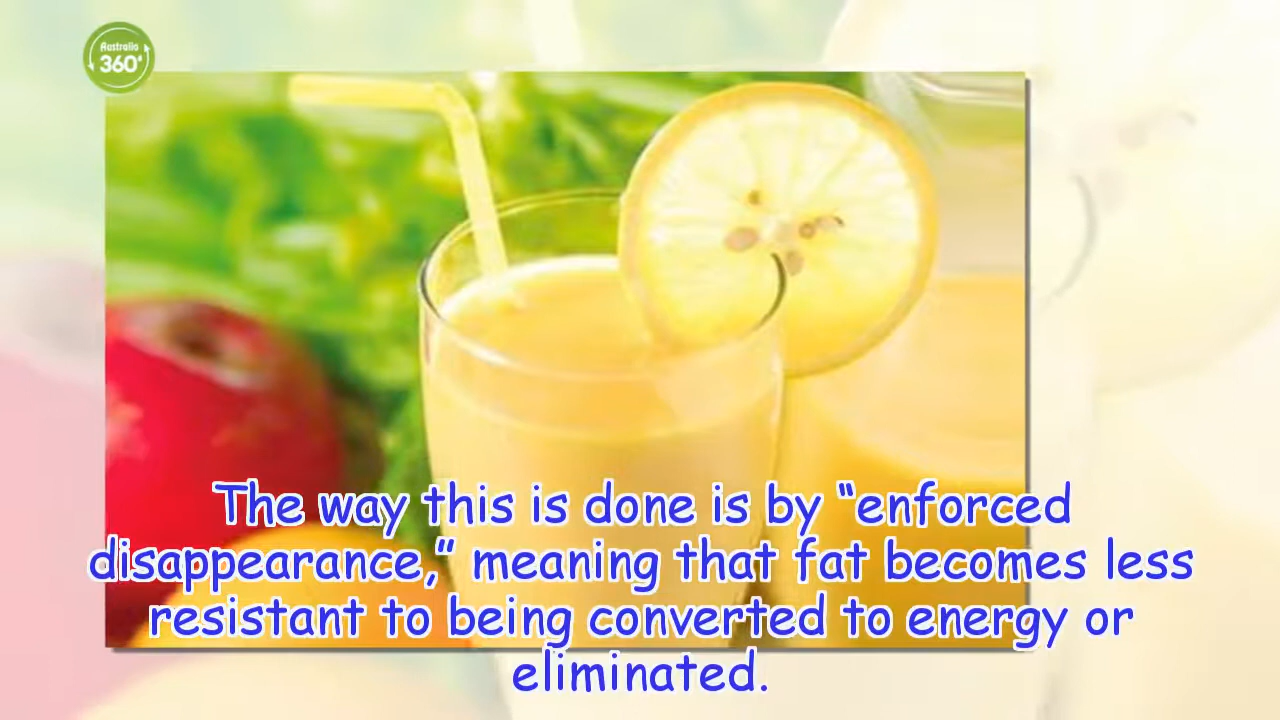 Australia
360°
The way this is done is by “enforced
disappearance,” meaning that fat becomes less
resistant to being converted to energy or
eliminated.